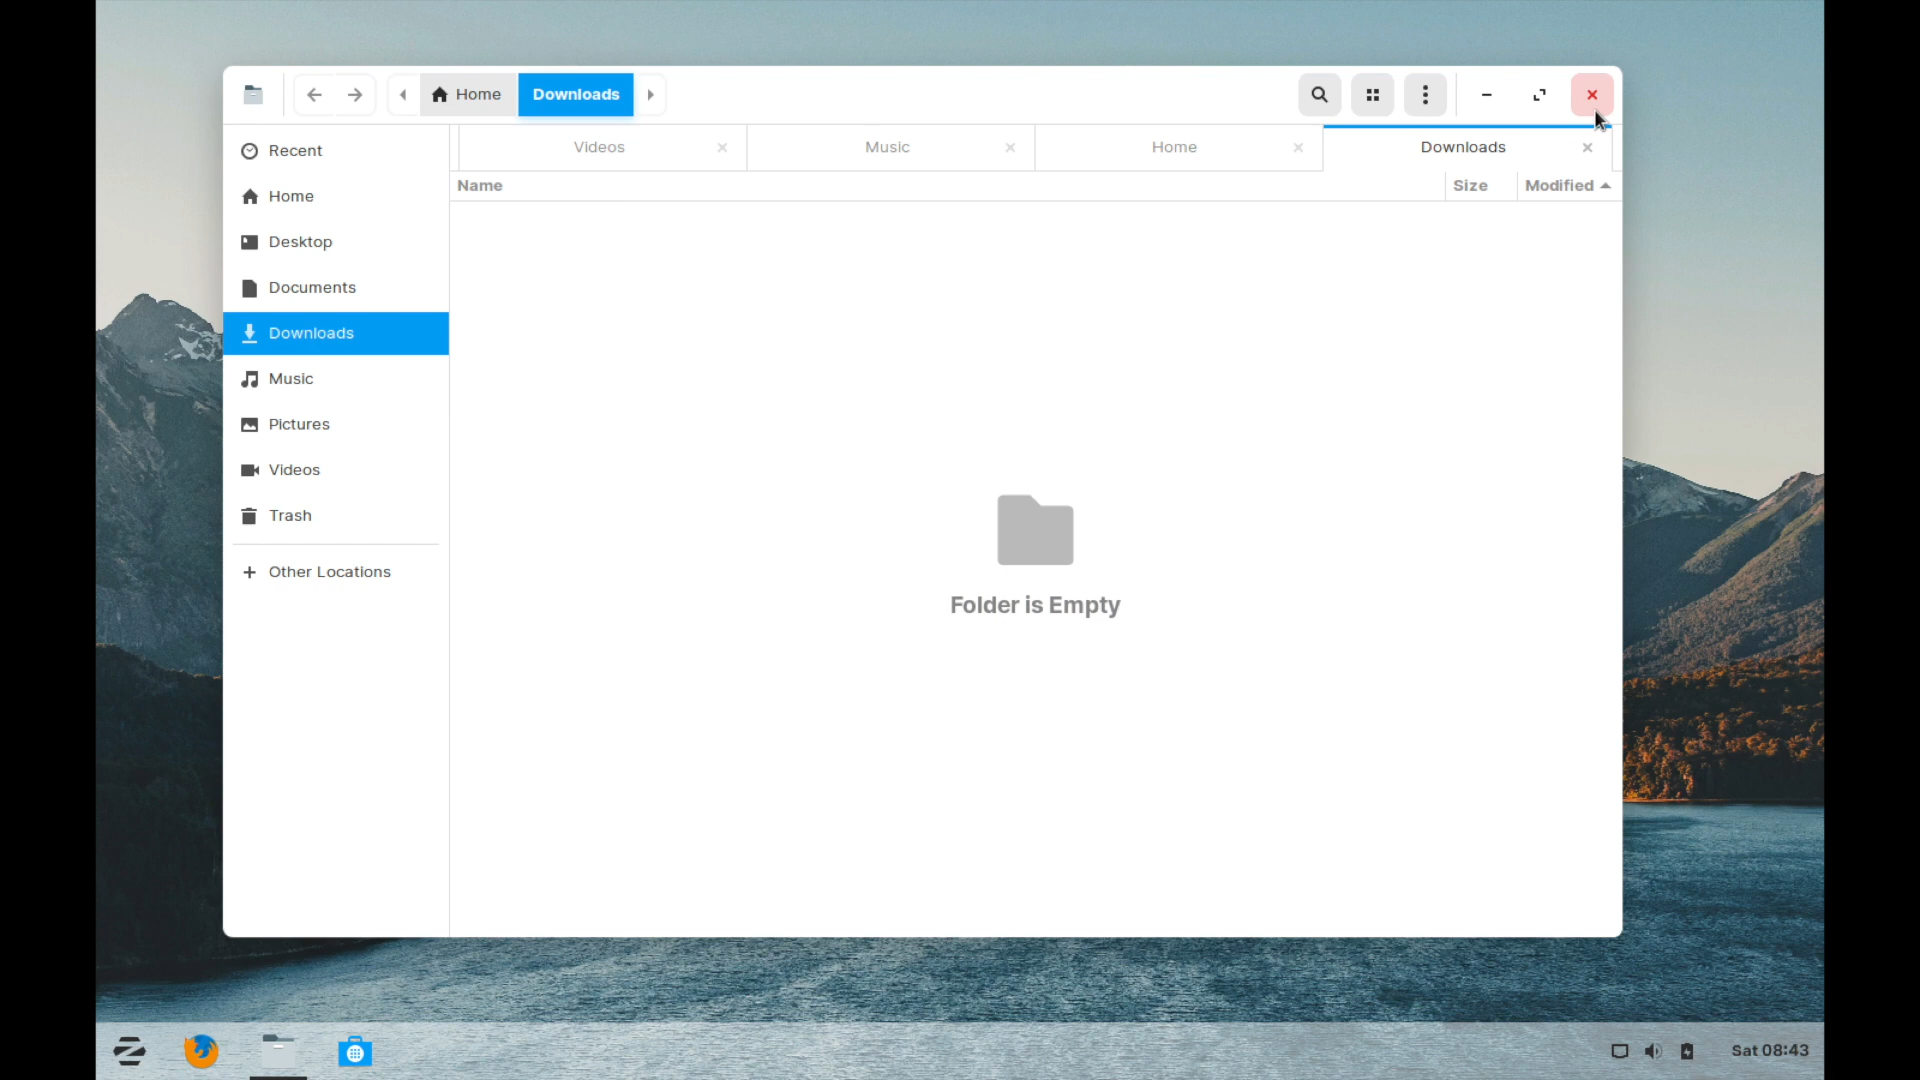 Home
Downloads
Videos
Music
Home
Downloads
Name
Size
Modified
Recent
Home
Desktop
Documents
Downloads
Music
Pictures
Videos
Trash
Other Locations
Folder is Empty
Sat 08:43